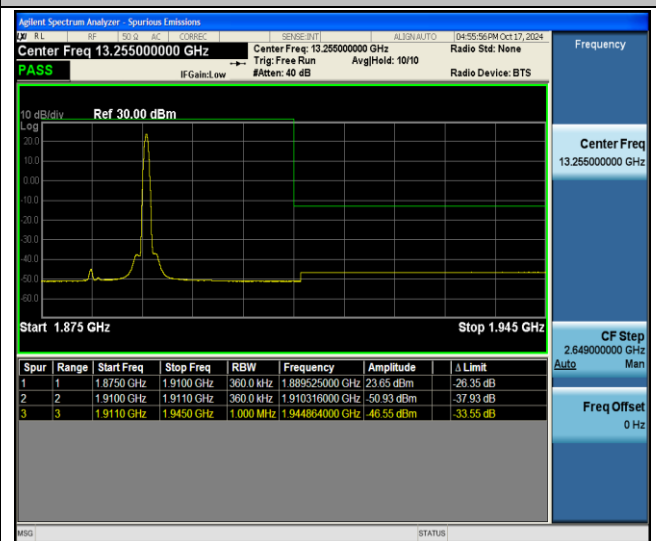 Agilent Spectrum Analyzer - Spurious Emissions
RL RF 50 Ω AC CORREC SENSE:INT ALIGN AUTO 04:55:56 PM Oct 17, 2024
Center Freq 13.255000000 GHz
Center Freq: 13.255000000 GHz Radio Std: None
Trig: Free Run Avg|Hold: 10/10
PASS IFGain:Low #Atten: 40 dB Radio Device: BTS
10 dB/div Ref 30.00 dBm
Log
20.0
10.0
0.00
-10.0
-20.0
-30.0
-40.0
-50.0
-60.0
Start 1.875 GHz Stop 1.945 GHz
Spur Range Start Freq Stop Freq RBW Frequency Amplitude Δ Limit
1 1 1.8750 GHz 1.9100 GHz 360.0 kHz 1.889525000 GHz 23.65 dBm -26.35 dB
2 2 1.9100 GHz 1.9110 GHz 360.0 kHz 1.910316000 GHz -50.93 dBm -37.93 dB
3 3 1.9110 GHz 1.9450 GHz 1.000 MHz 1.944864000 GHz -46.55 dBm -33.55 dB
Frequency
Center Freq
13.255000000 GHz
CF Step
2.649000000 GHz
Auto Man
Freq Offset
0 Hz
MSG STATUS